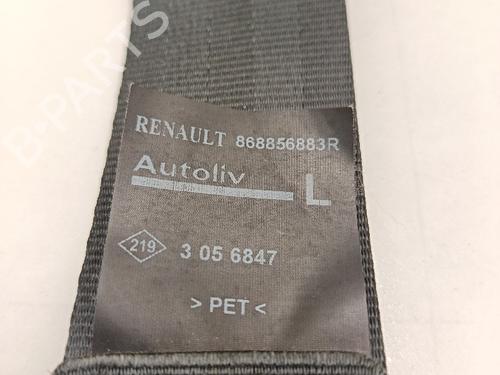 RENAULT 868856883R
Autoliv L
219 3 05 6847
> PET <
B-PARTS